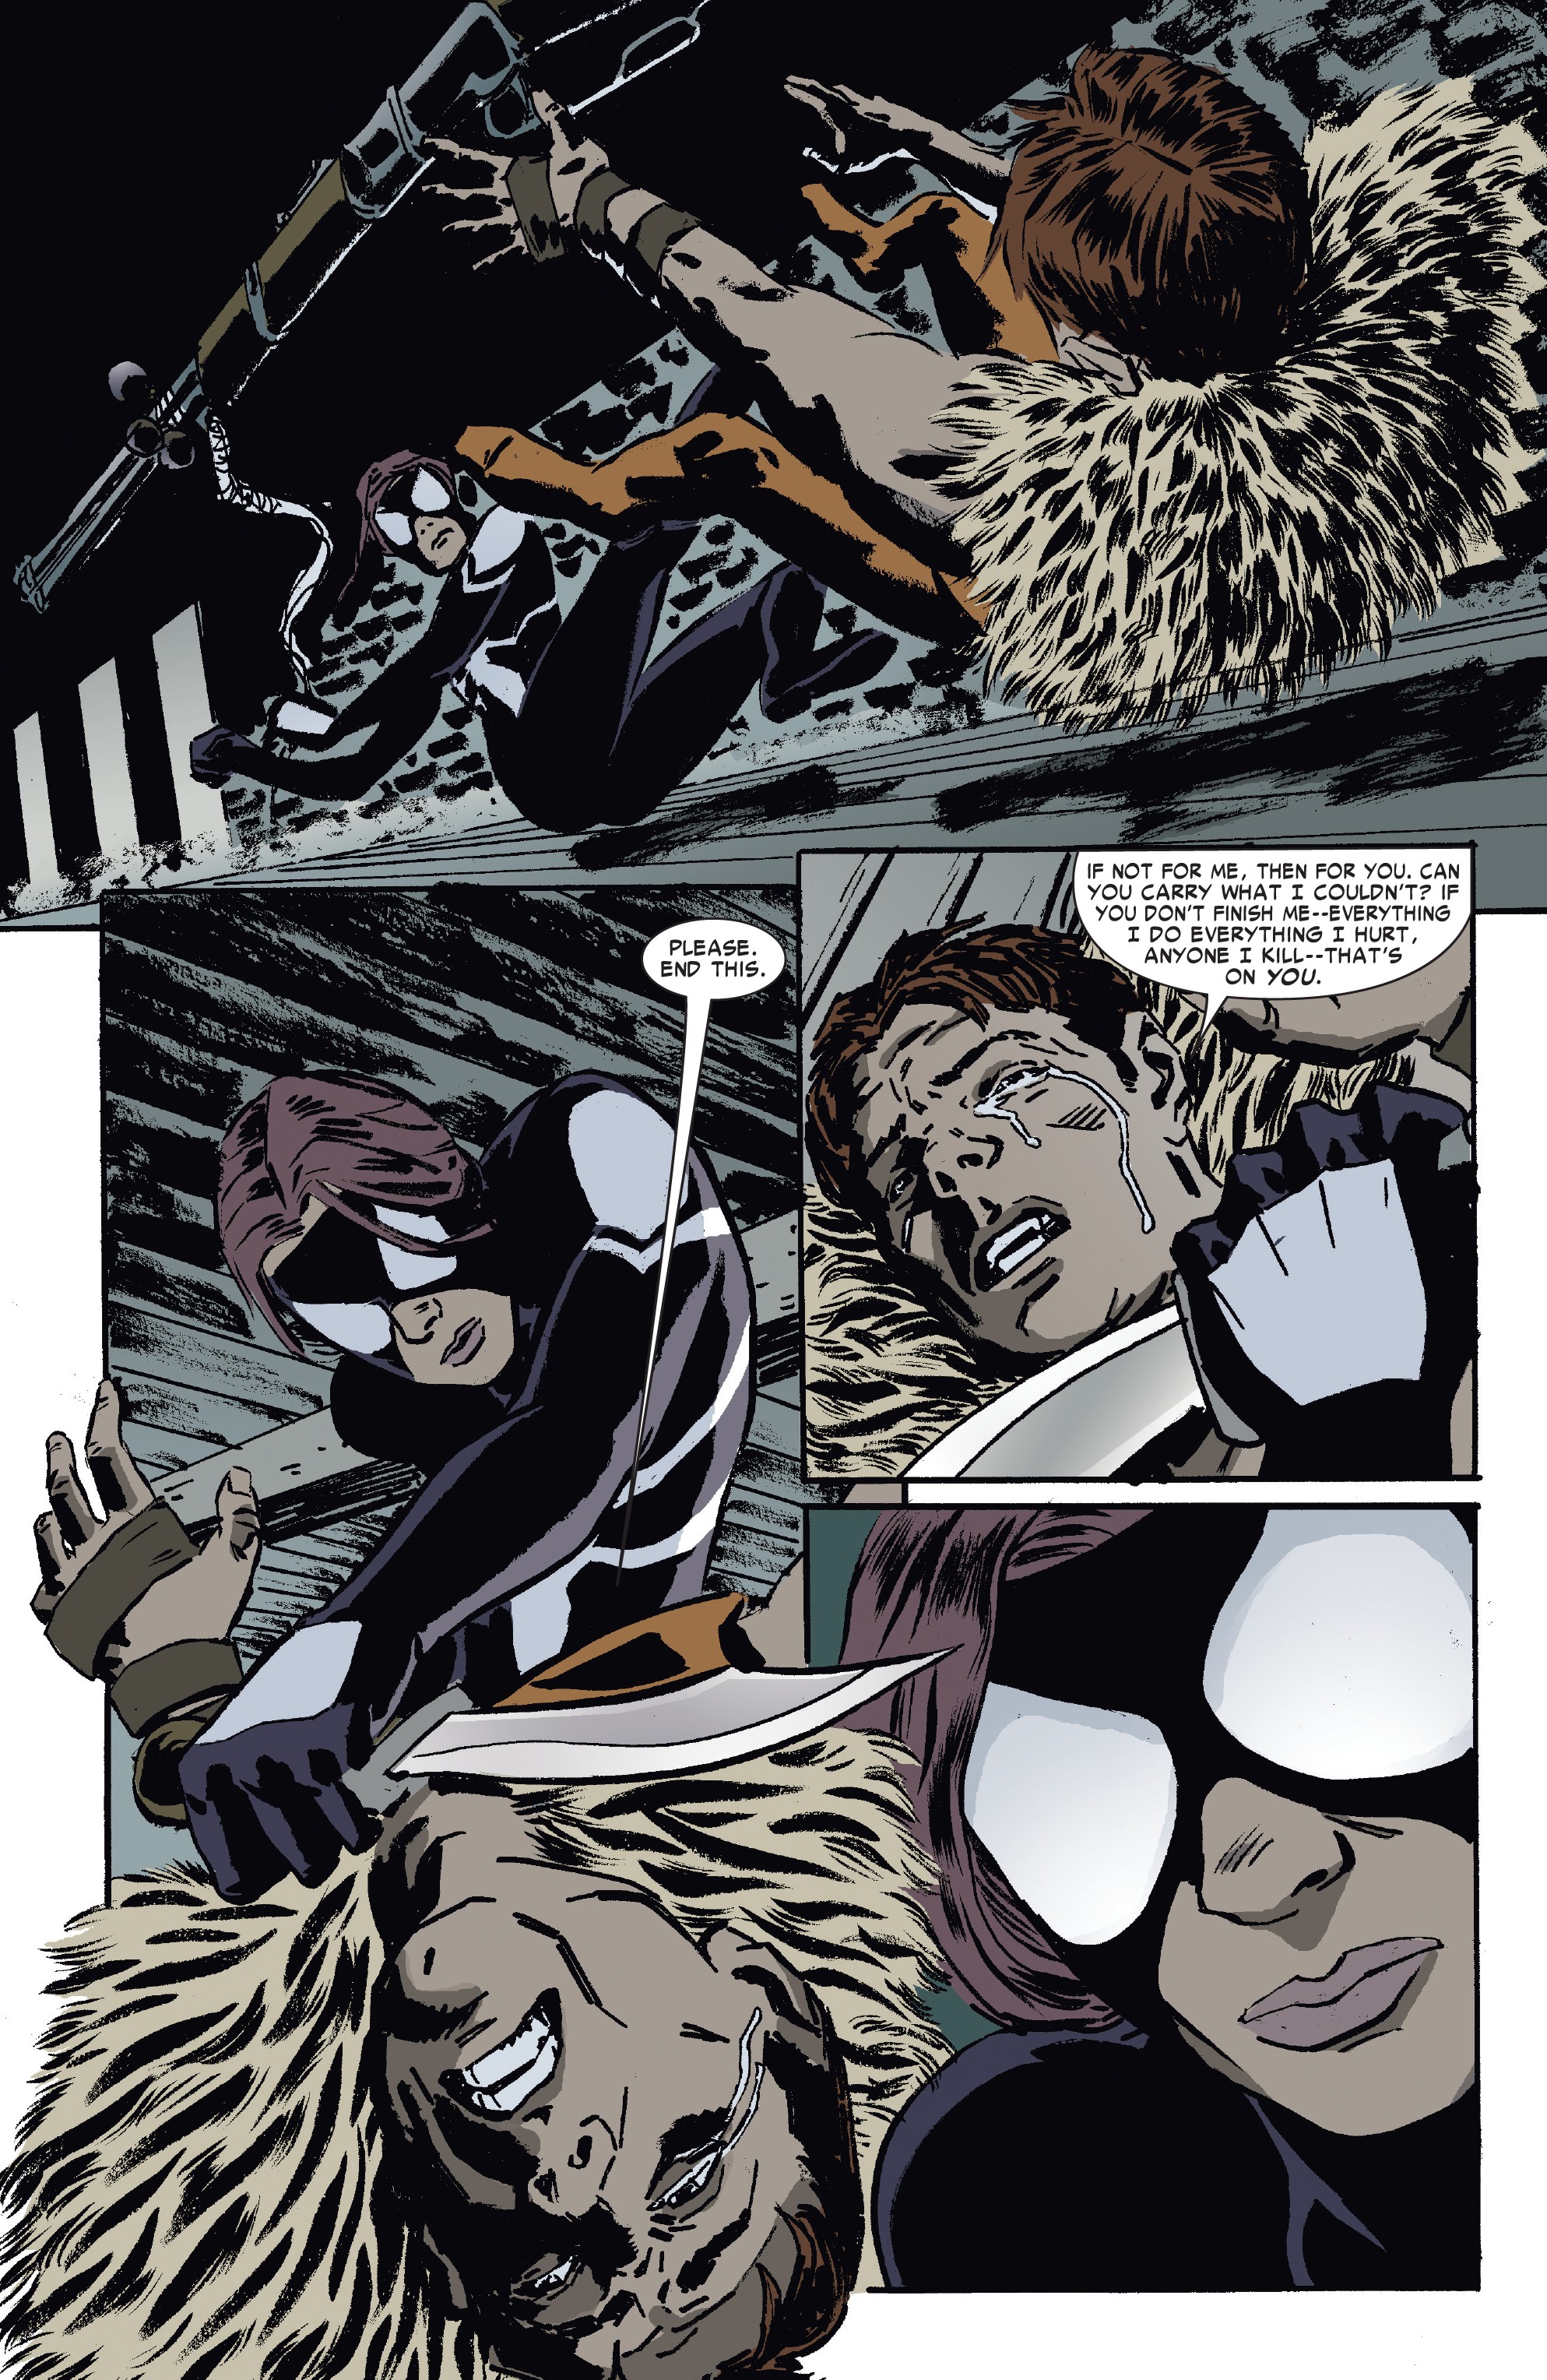 PLEASE.
END THIS.
IF NOT FOR ME, THEN FOR YOU. CAN
YOU CARRY WHAT I COULDN'T? IF
YOU DON'T FINISH ME--EVERYTHING
I DO EVERYTHING I HURT,
ANYONE I KILL--THAT'S
ON YOU.